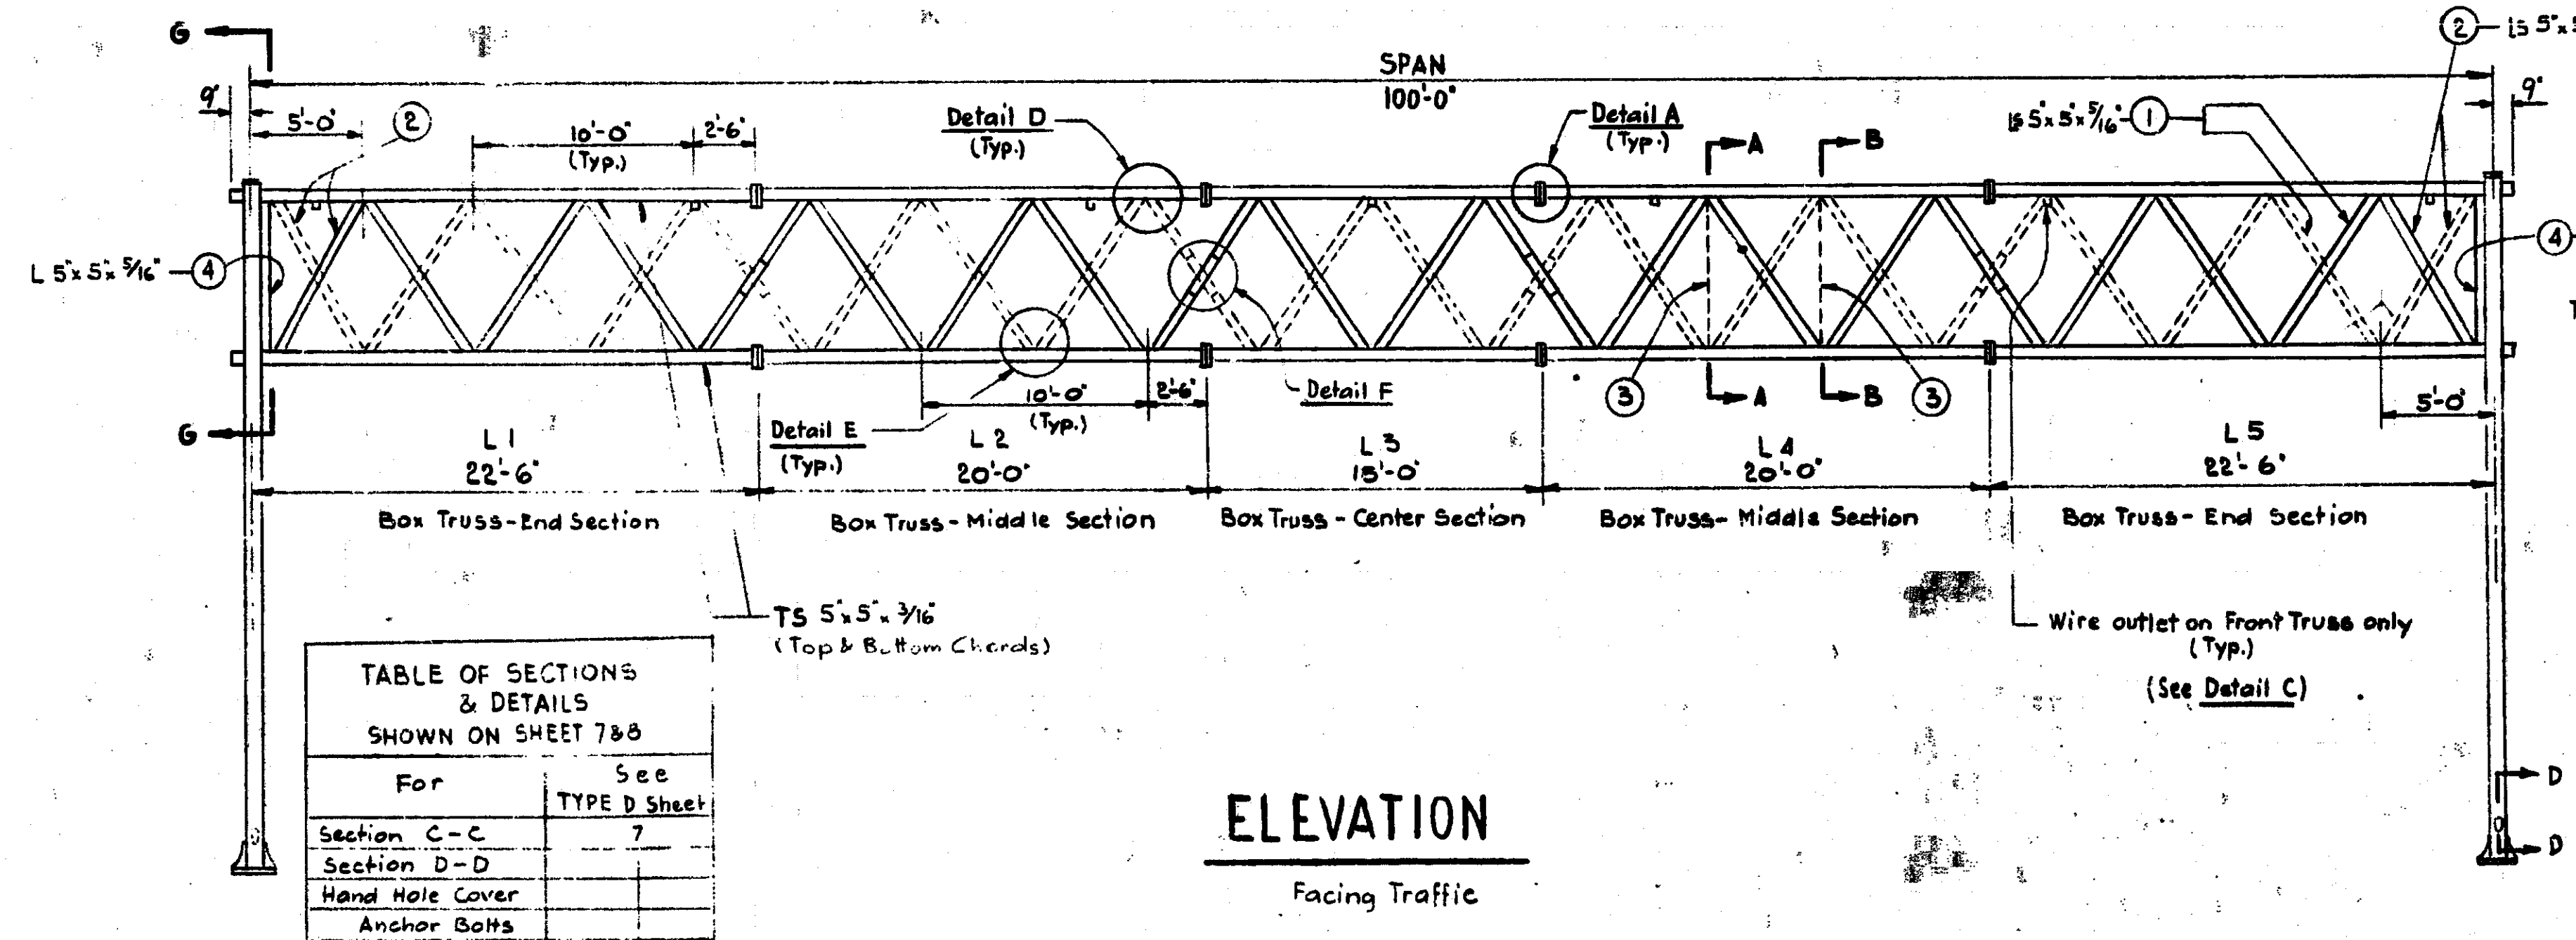 G
SPAN
100'-0"
9"
5'-0"
2
10'-0"
(Typ.)
2'-6"
Detail D
(Typ.)
Detail A
(Typ.)
A
B
Ls 5"x 5"x 5/16"
1
2
9"
L 5"x 5"x 5/16"
4
4
G
Detail E
(Typ.)
10'-0"
(Typ.)
2'-6"
Detail F
3
A
B
3
5'-0"
L 1
22'-6"
L 2
20'-0"
L 3
15'-0"
L 4
20'-0"
L 5
22'-6"
Box Truss-End Section
Box Truss-Middle Section
Box Truss-Center Section
Box Truss-Middle Section
Box Truss-End Section
TS 5"x 5"x 3/16"
(Top & Bottom Chords)
Wire outlet on Front Truss only
(Typ.)
(See Detail C)
TABLE OF SECTIONS
& DETAILS
SHOWN ON SHEET 7&8
For
See
TYPE D Sheet
Section C-C
7
Section D-D
Hand Hole Cover
Anchor Bolts
ELEVATION
Facing Traffic
D
D